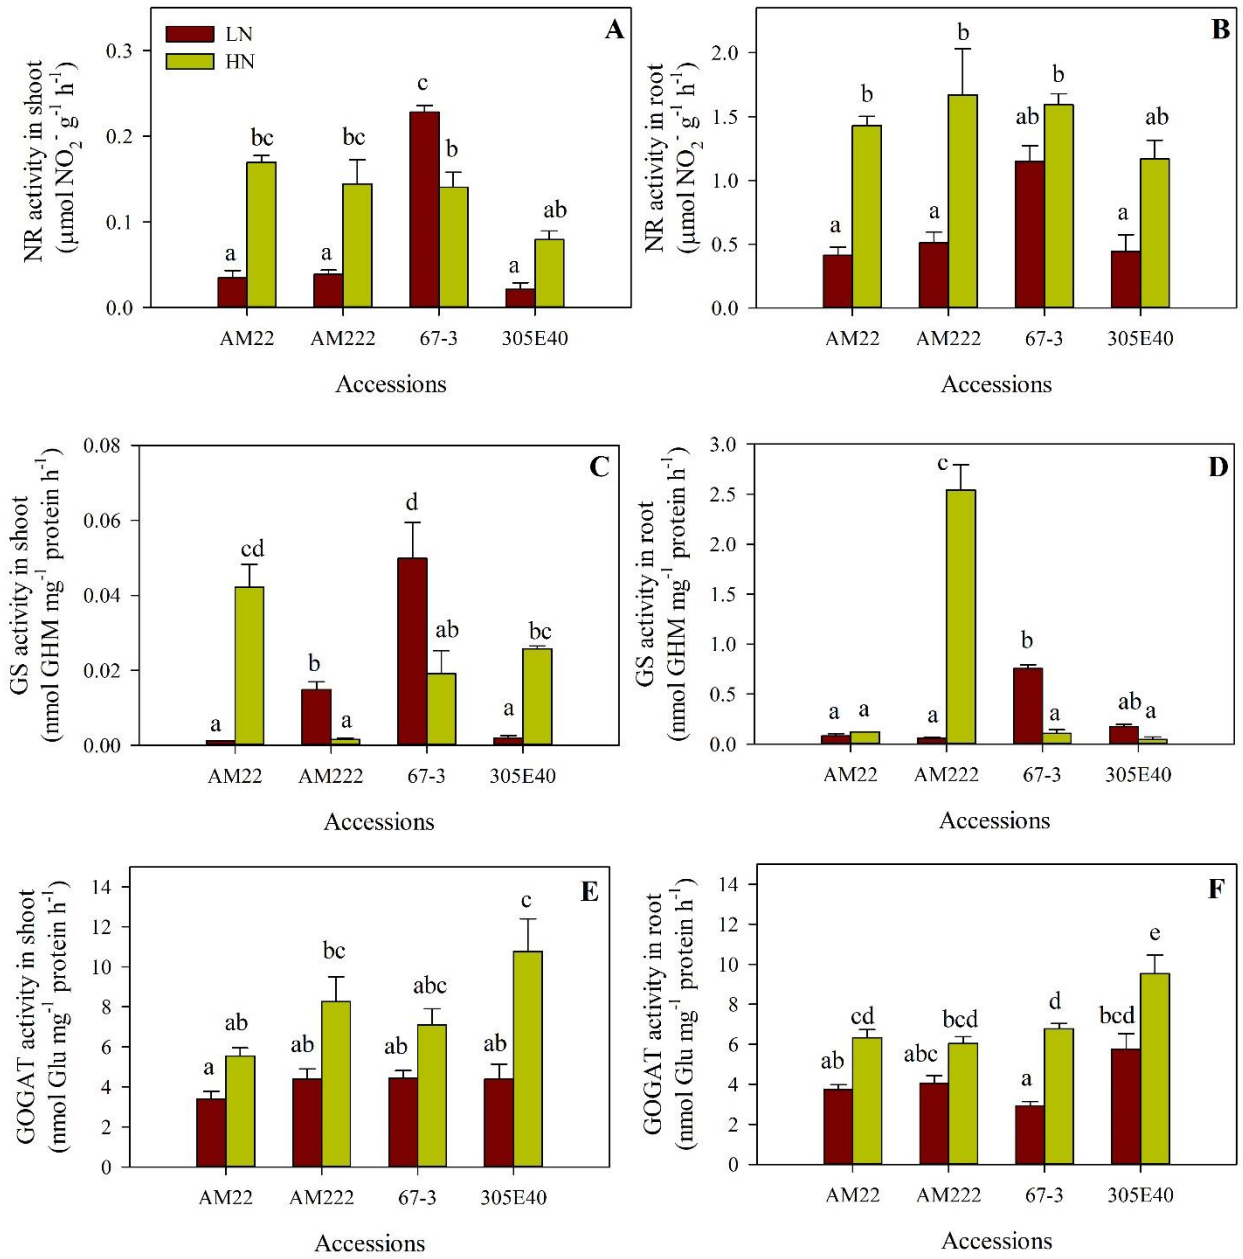 A
LN
HN
NR activity in shoot
(µmol NO₂⁻ g⁻¹ h⁻¹)
0.3
0.2
0.1
0.0
a
bc
a
bc
c
b
a
ab
AM22 AM222 67-3 305E40
Accessions
B
NR activity in root
(µmol NO₂⁻ g⁻¹ h⁻¹)
2.0
1.5
1.0
0.5
0.0
a
b
a
b
ab
b
a
ab
AM22 AM222 67-3 305E40
Accessions
C
GS activity in shoot
(nmol GHM mg⁻¹ protein h⁻¹)
0.08
0.06
0.04
0.02
0.00
a
cd
b
a
d
ab
a
bc
AM22 AM222 67-3 305E40
Accessions
D
GS activity in root
(nmol GHM mg⁻¹ protein h⁻¹)
3.0
2.5
2.0
1.5
1.0
0.5
0.0
a
a
a
c
b
a
ab
a
AM22 AM222 67-3 305E40
Accessions
E
GOGAT activity in shoot
(nmol Glu mg⁻¹ protein h⁻¹)
14
12
10
8
6
4
2
0
a
ab
ab
bc
ab
abc
ab
c
AM22 AM222 67-3 305E40
Accessions
F
GOGAT activity in root
(nmol Glu mg⁻¹ protein h⁻¹)
14
12
10
8
6
4
2
0
ab
cd
abc
bcd
a
d
bcd
e
AM22 AM222 67-3 305E40
Accessions